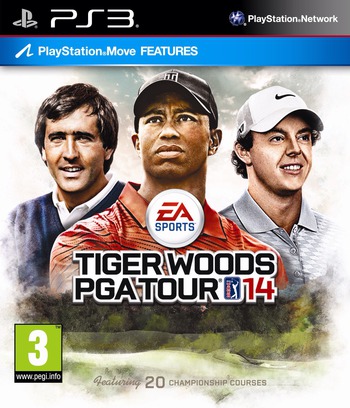 PS3
PlayStation®Network
PlayStation®Move FEATURES
EA
SPORTS
TIGER WOODS
PGA TOUR 14
3
TM
www.pegi.info
Featuring 20 CHAMPIONSHIP COURSES